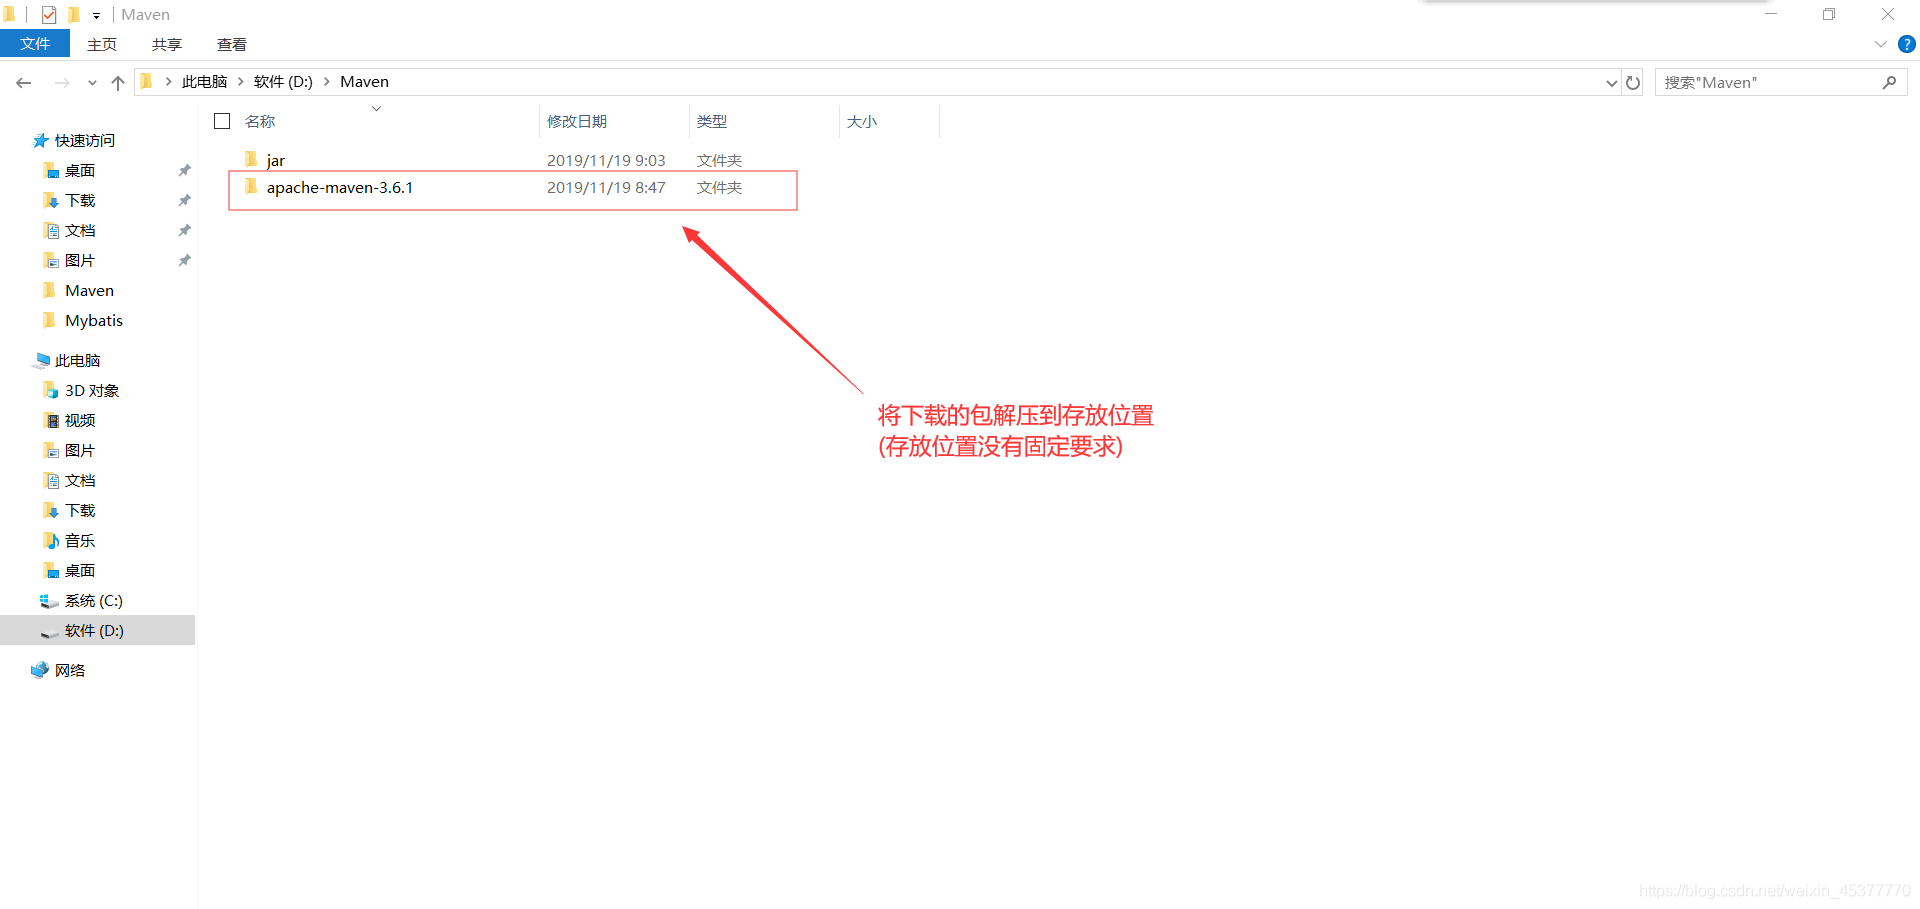 Maven
文件 主页 共享 查看
此电脑 软件 (D:) Maven
搜索"Maven"
名称 修改日期 类型 大小
jar 2019/11/19 9:03 文件夹
apache-maven-3.6.1 2019/11/19 8:47 文件夹
快速访问
桌面
下载
文档
图片
Maven
Mybatis
此电脑
3D 对象
视频
图片
文档
下载
音乐
桌面
系统 (C:)
软件 (D:)
网络
将下载的包解压到存放位置
(存放位置没有固定要求)
https://blog.csdn.net/weixin_45377770